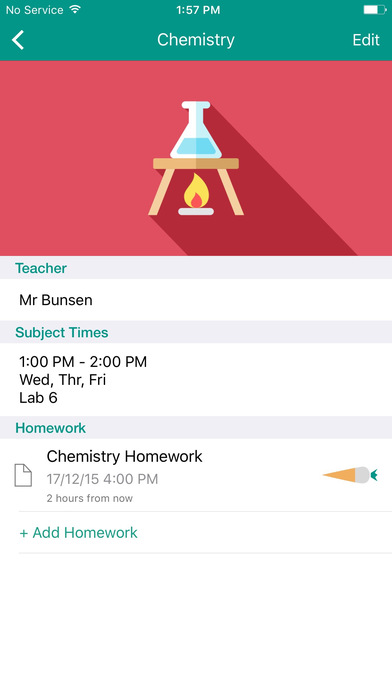 No Service 1:57 PM
Chemistry Edit
Teacher
Mr Bunsen
Subject Times
1:00 PM - 2:00 PM
Wed, Thr, Fri
Lab 6
Homework
Chemistry Homework
17/12/15 4:00 PM
2 hours from now
+ Add Homework